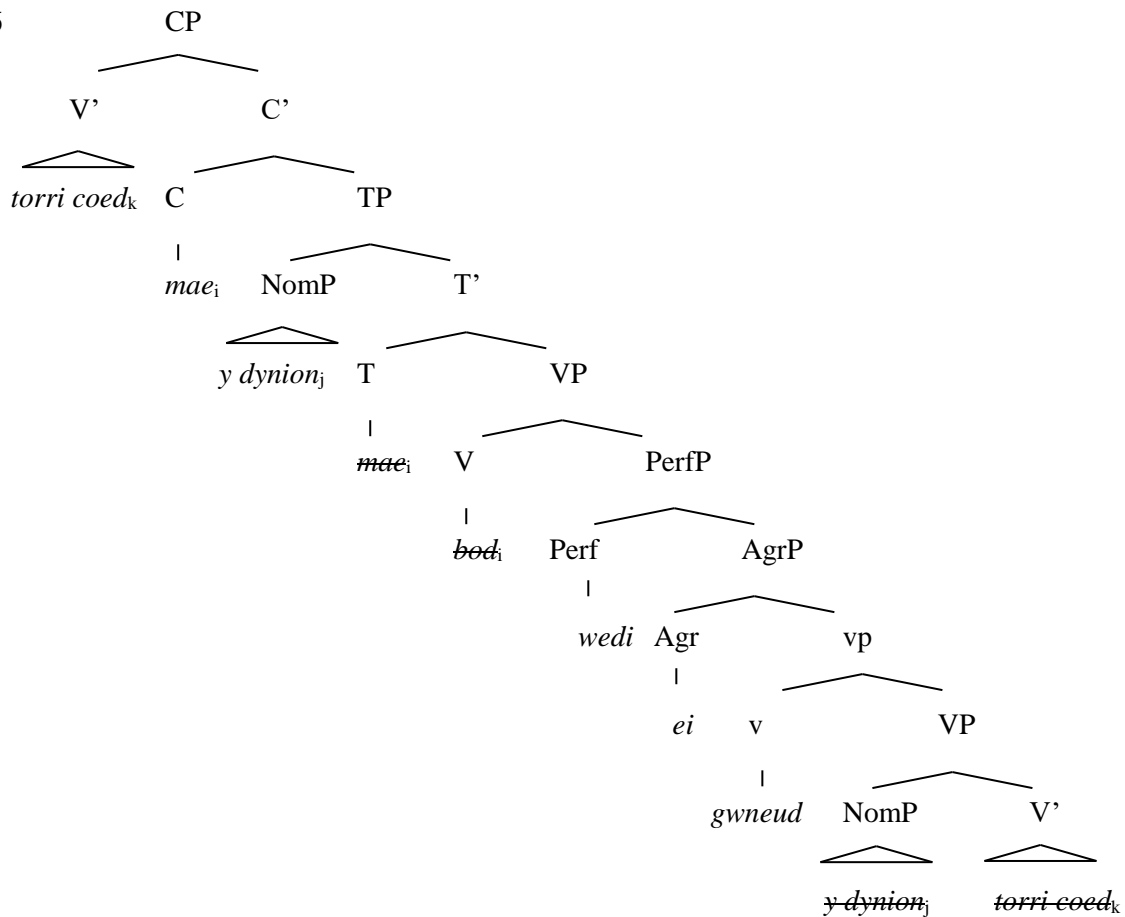 CP
V’ C’
torri coedk C TP
maei NomP T’
y dynionj T VP
maei V PerfP
bodi Perf AgrP
wedi Agr vp
ei v VP
gwneud NomP V’
y dynionj torri coedk